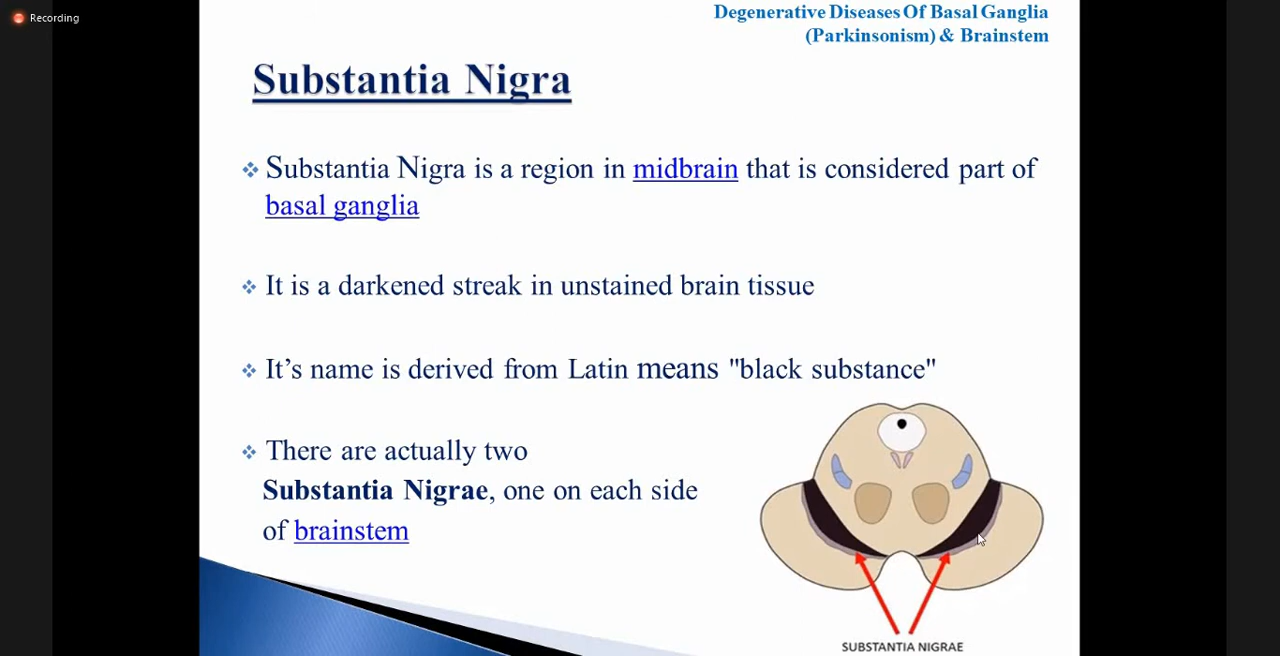 Recording
Degenerative Diseases Of Basal Ganglia
(Parkinsonism) & Brainstem
Substantia Nigra
Substantia Nigra is a region in midbrain that is considered part of
basal ganglia
It is a darkened streak in unstained brain tissue
It’s name is derived from Latin means "black substance"
There are actually two
Substantia Nigrae, one on each side
of brainstem
SUBSTANTIA NIGRAE